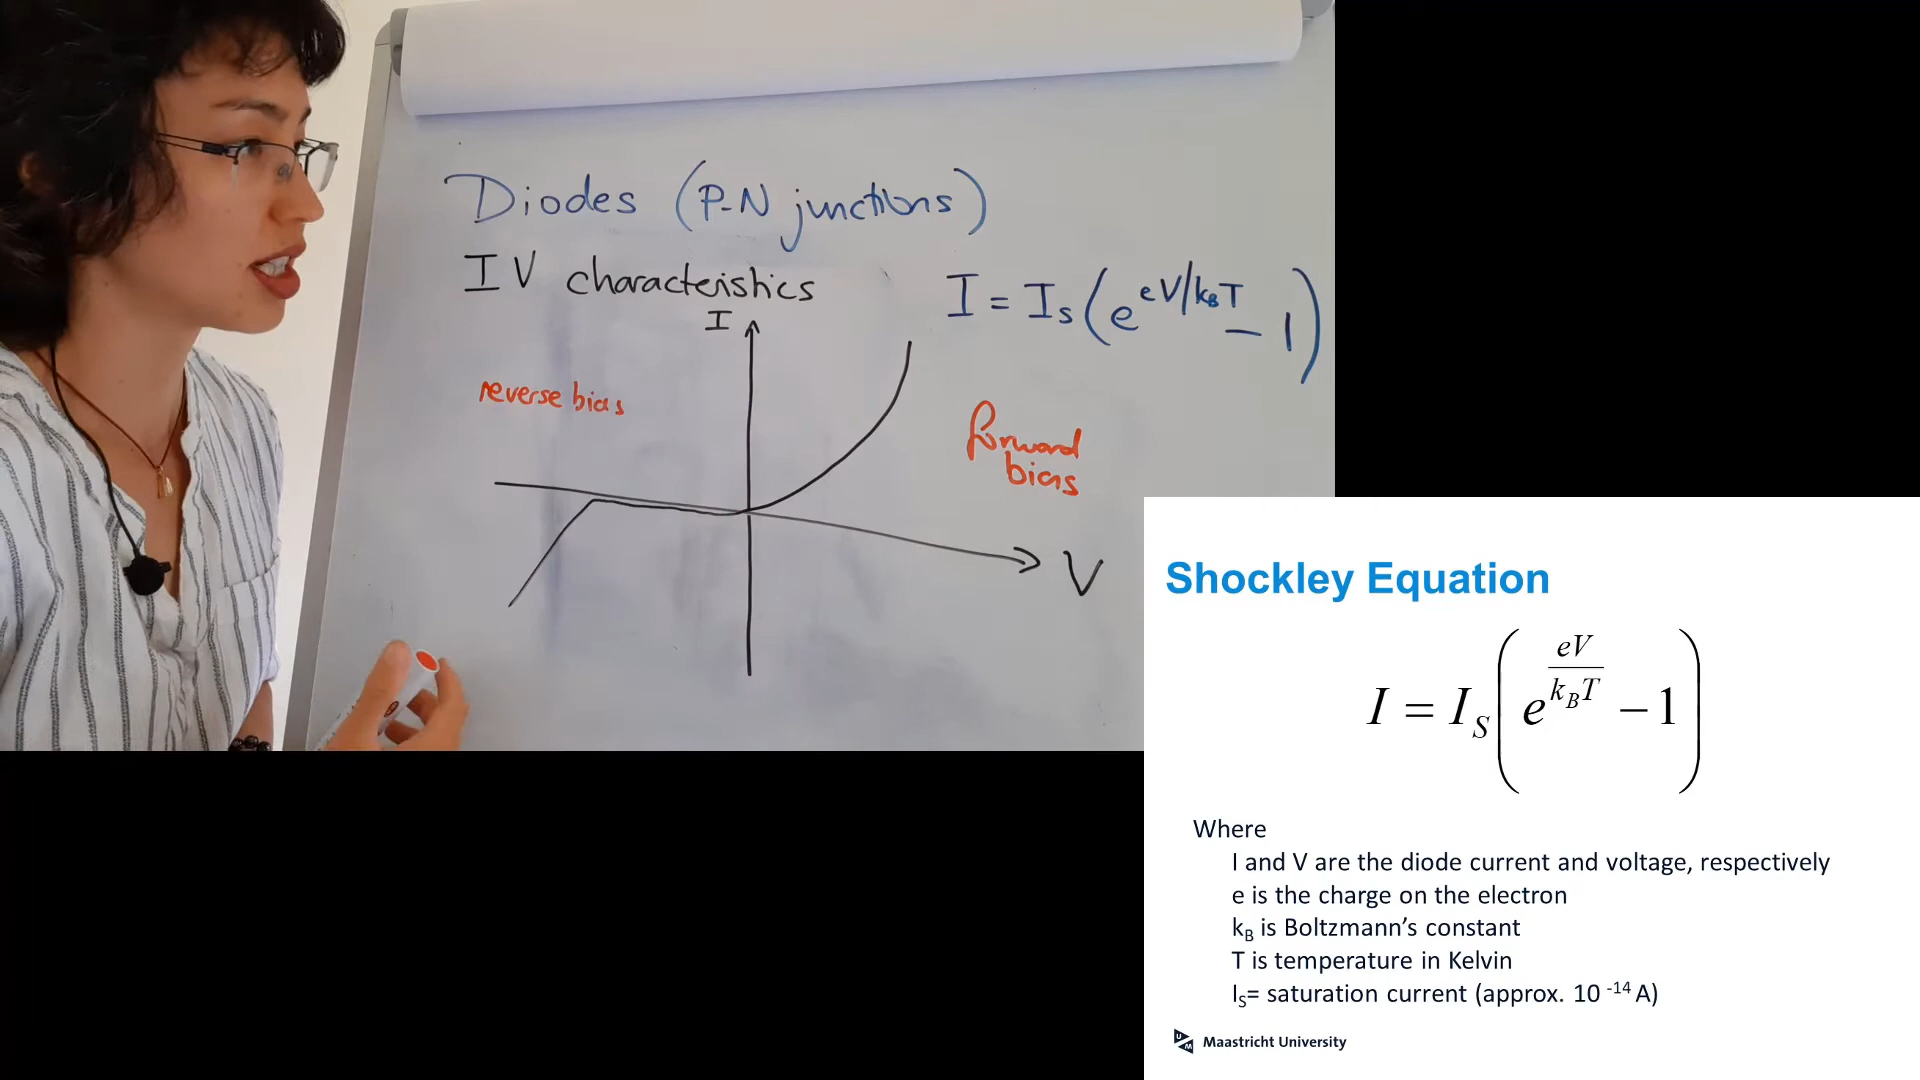 Diodes (P-N junctions)
IV characteristics
I = Is(e^eV/kBT - 1)
I
reverse bias
forward
bias
V
Shockley Equation
I = I_S(e^(eV/k_BT) − 1)
Where
I and V are the diode current and voltage, respectively
e is the charge on the electron
k_B is Boltzmann’s constant
T is temperature in Kelvin
I_S= saturation current (approx. 10 ^-14 A)
UM
Maastricht University